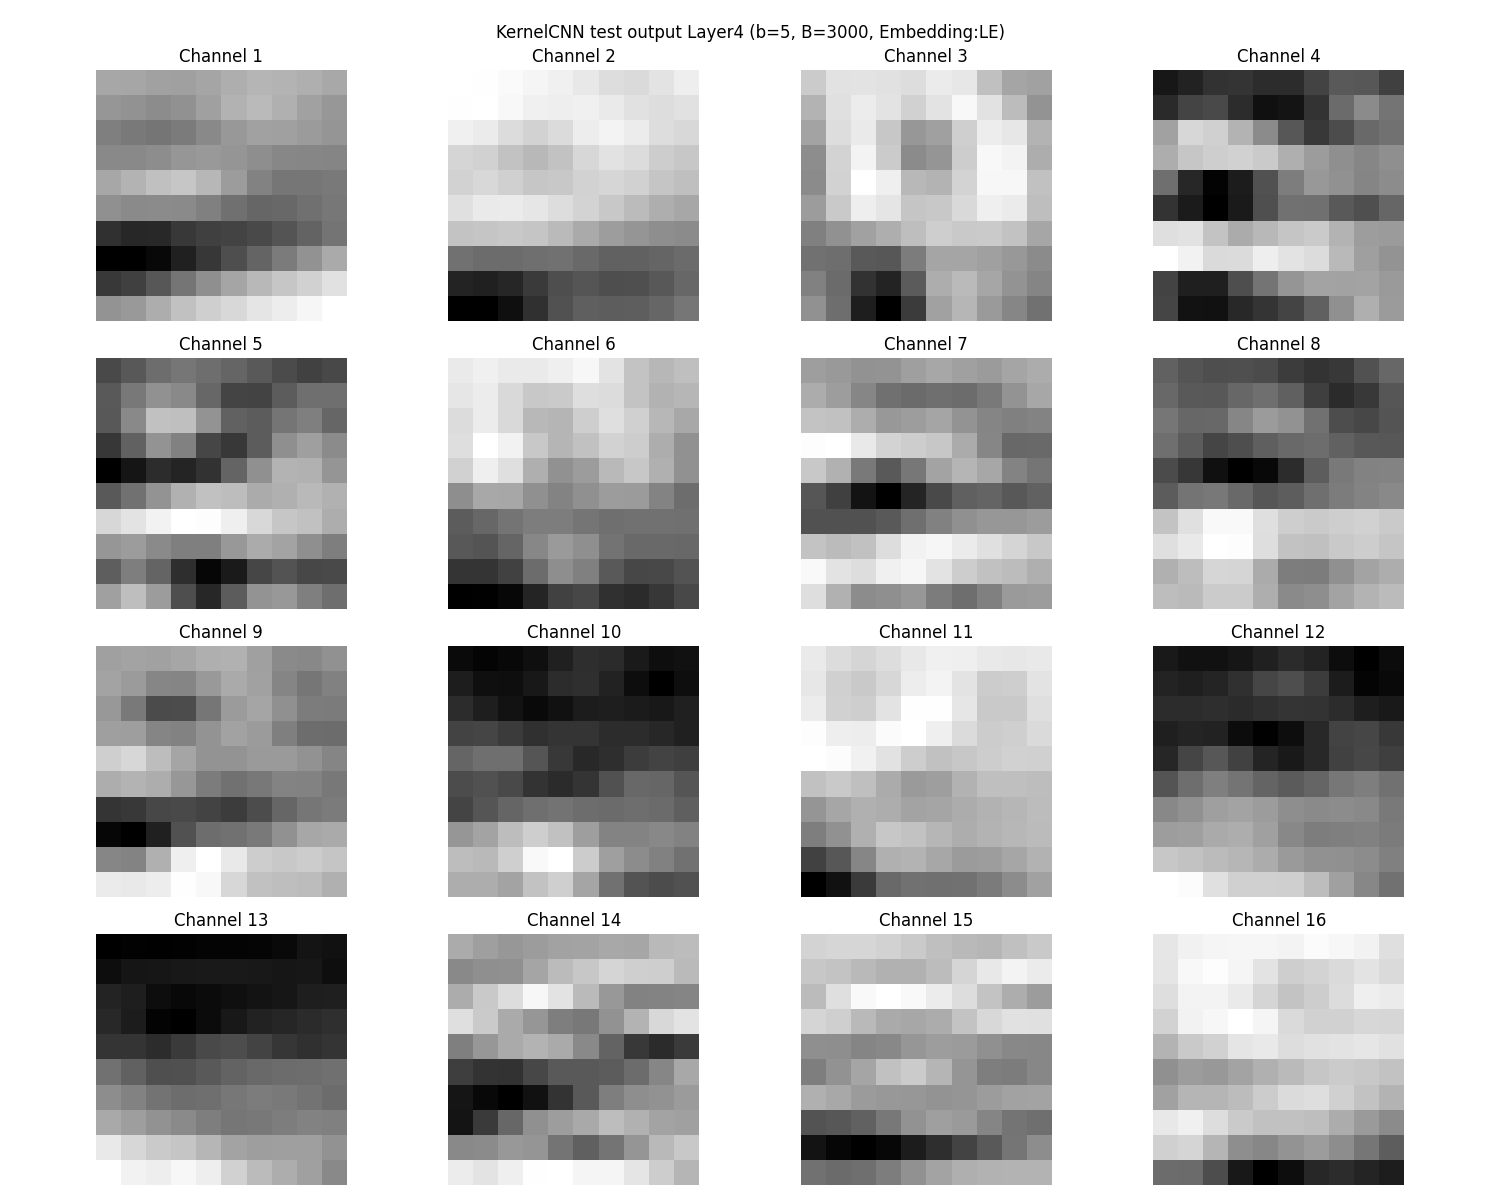 KernelCNN test output Layer4 (b=5, B=3000, Embedding:LE)
Channel 1
Channel 2
Channel 3
Channel 4
Channel 5
Channel 6
Channel 7
Channel 8
Channel 9
Channel 10
Channel 11
Channel 12
Channel 13
Channel 14
Channel 15
Channel 16